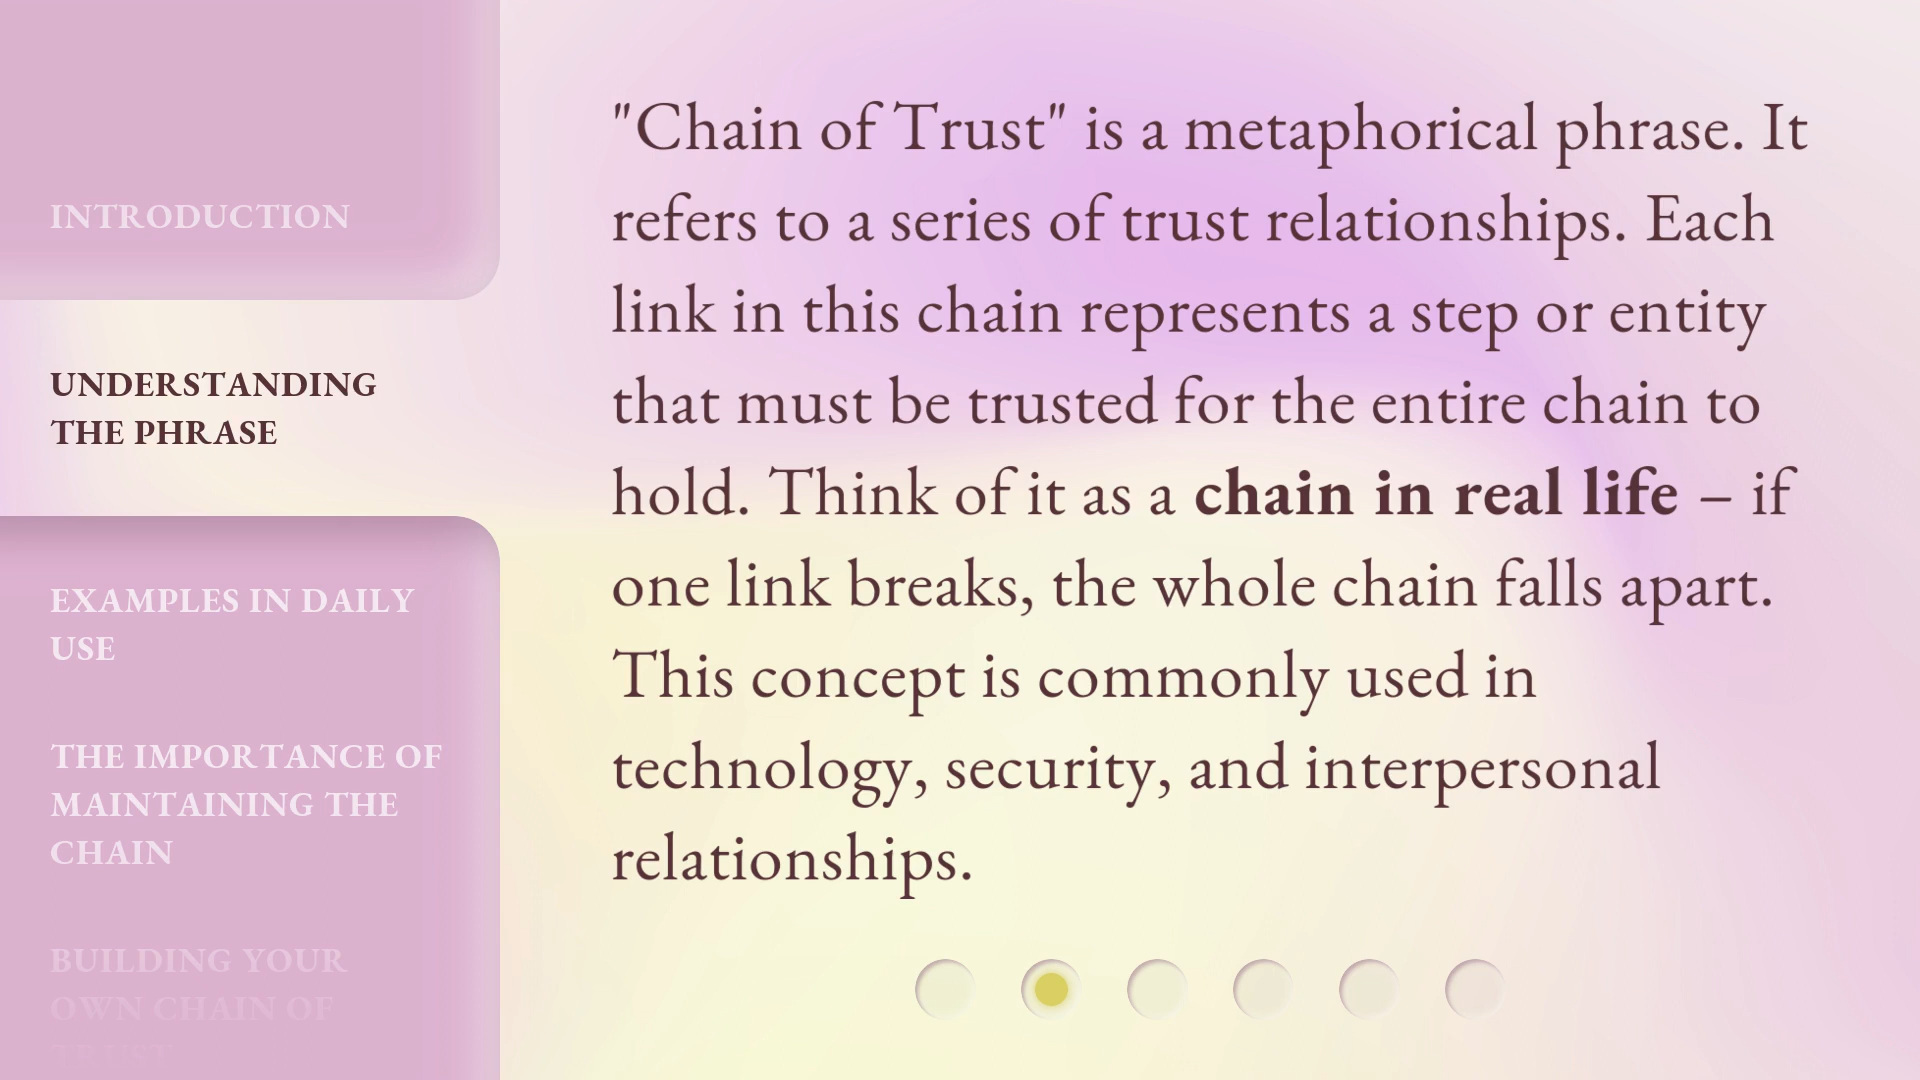 INTRODUCTION
UNDERSTANDING
THE PHRASE
EXAMPLES IN DAILY
USE
THE IMPORTANCE OF
MAINTAINING THE
CHAIN
BUILDING YOUR
OWN CHAIN OF
TRUST
"Chain of Trust" is a metaphorical phrase. It
refers to a series of trust relationships. Each
link in this chain represents a step or entity
that must be trusted for the entire chain to
hold. Think of it as a chain in real life – if
one link breaks, the whole chain falls apart.
This concept is commonly used in
technology, security, and interpersonal
relationships.